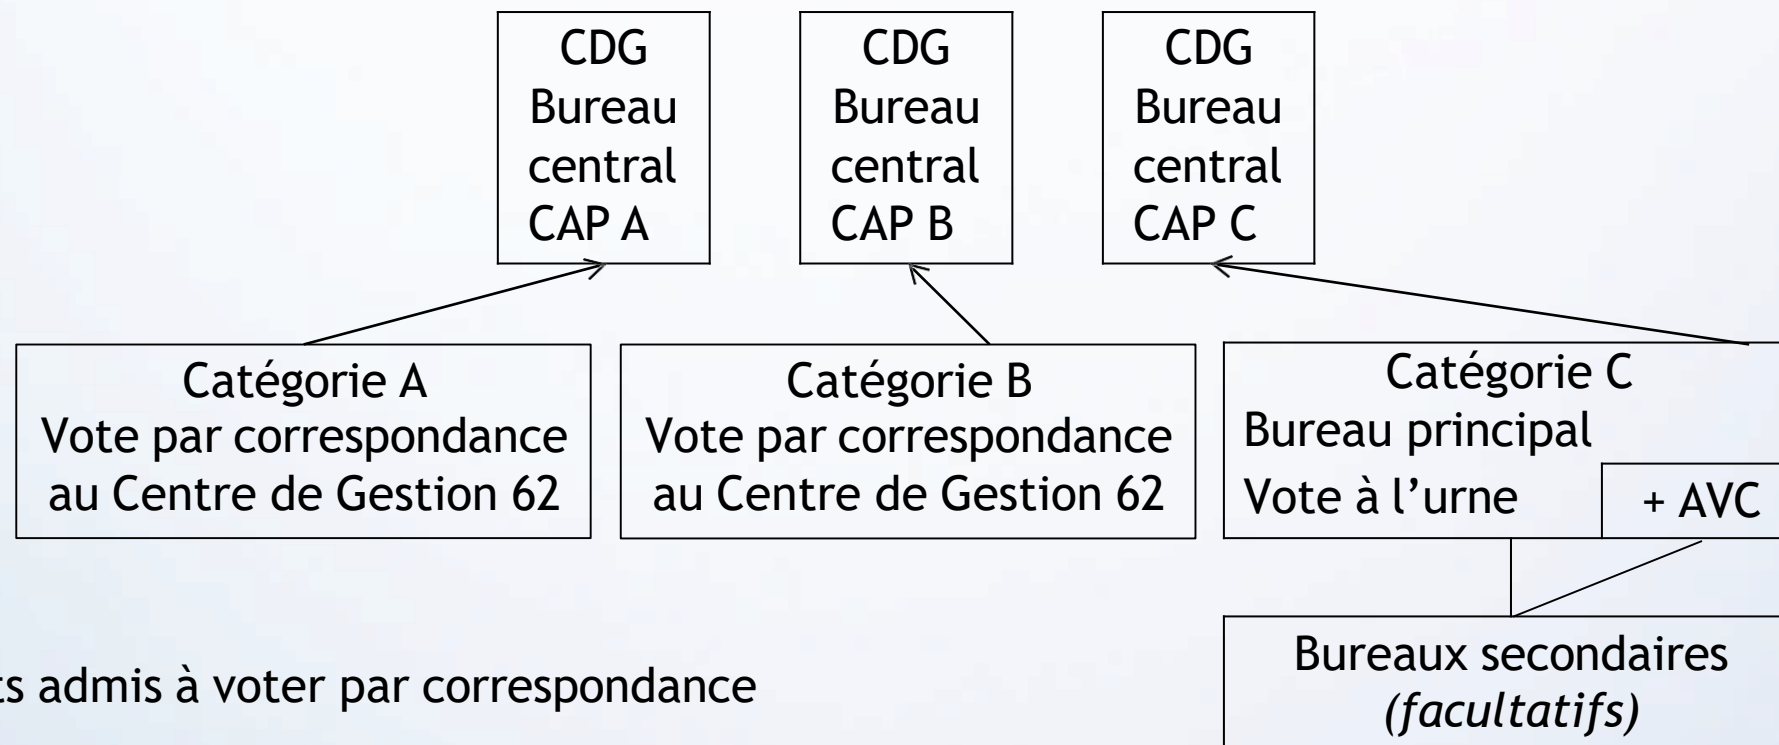 CDG
Bureau
central
CAP A
CDG
Bureau
central
CAP B
CDG
Bureau
central
CAP C
Catégorie A
Vote par correspondance
au Centre de Gestion 62
Catégorie B
Vote par correspondance
au Centre de Gestion 62
Catégorie C
Bureau principal
Vote à l’urne
+ AVC
Bureaux secondaires
(facultatifs)
ts admis à voter par correspondance